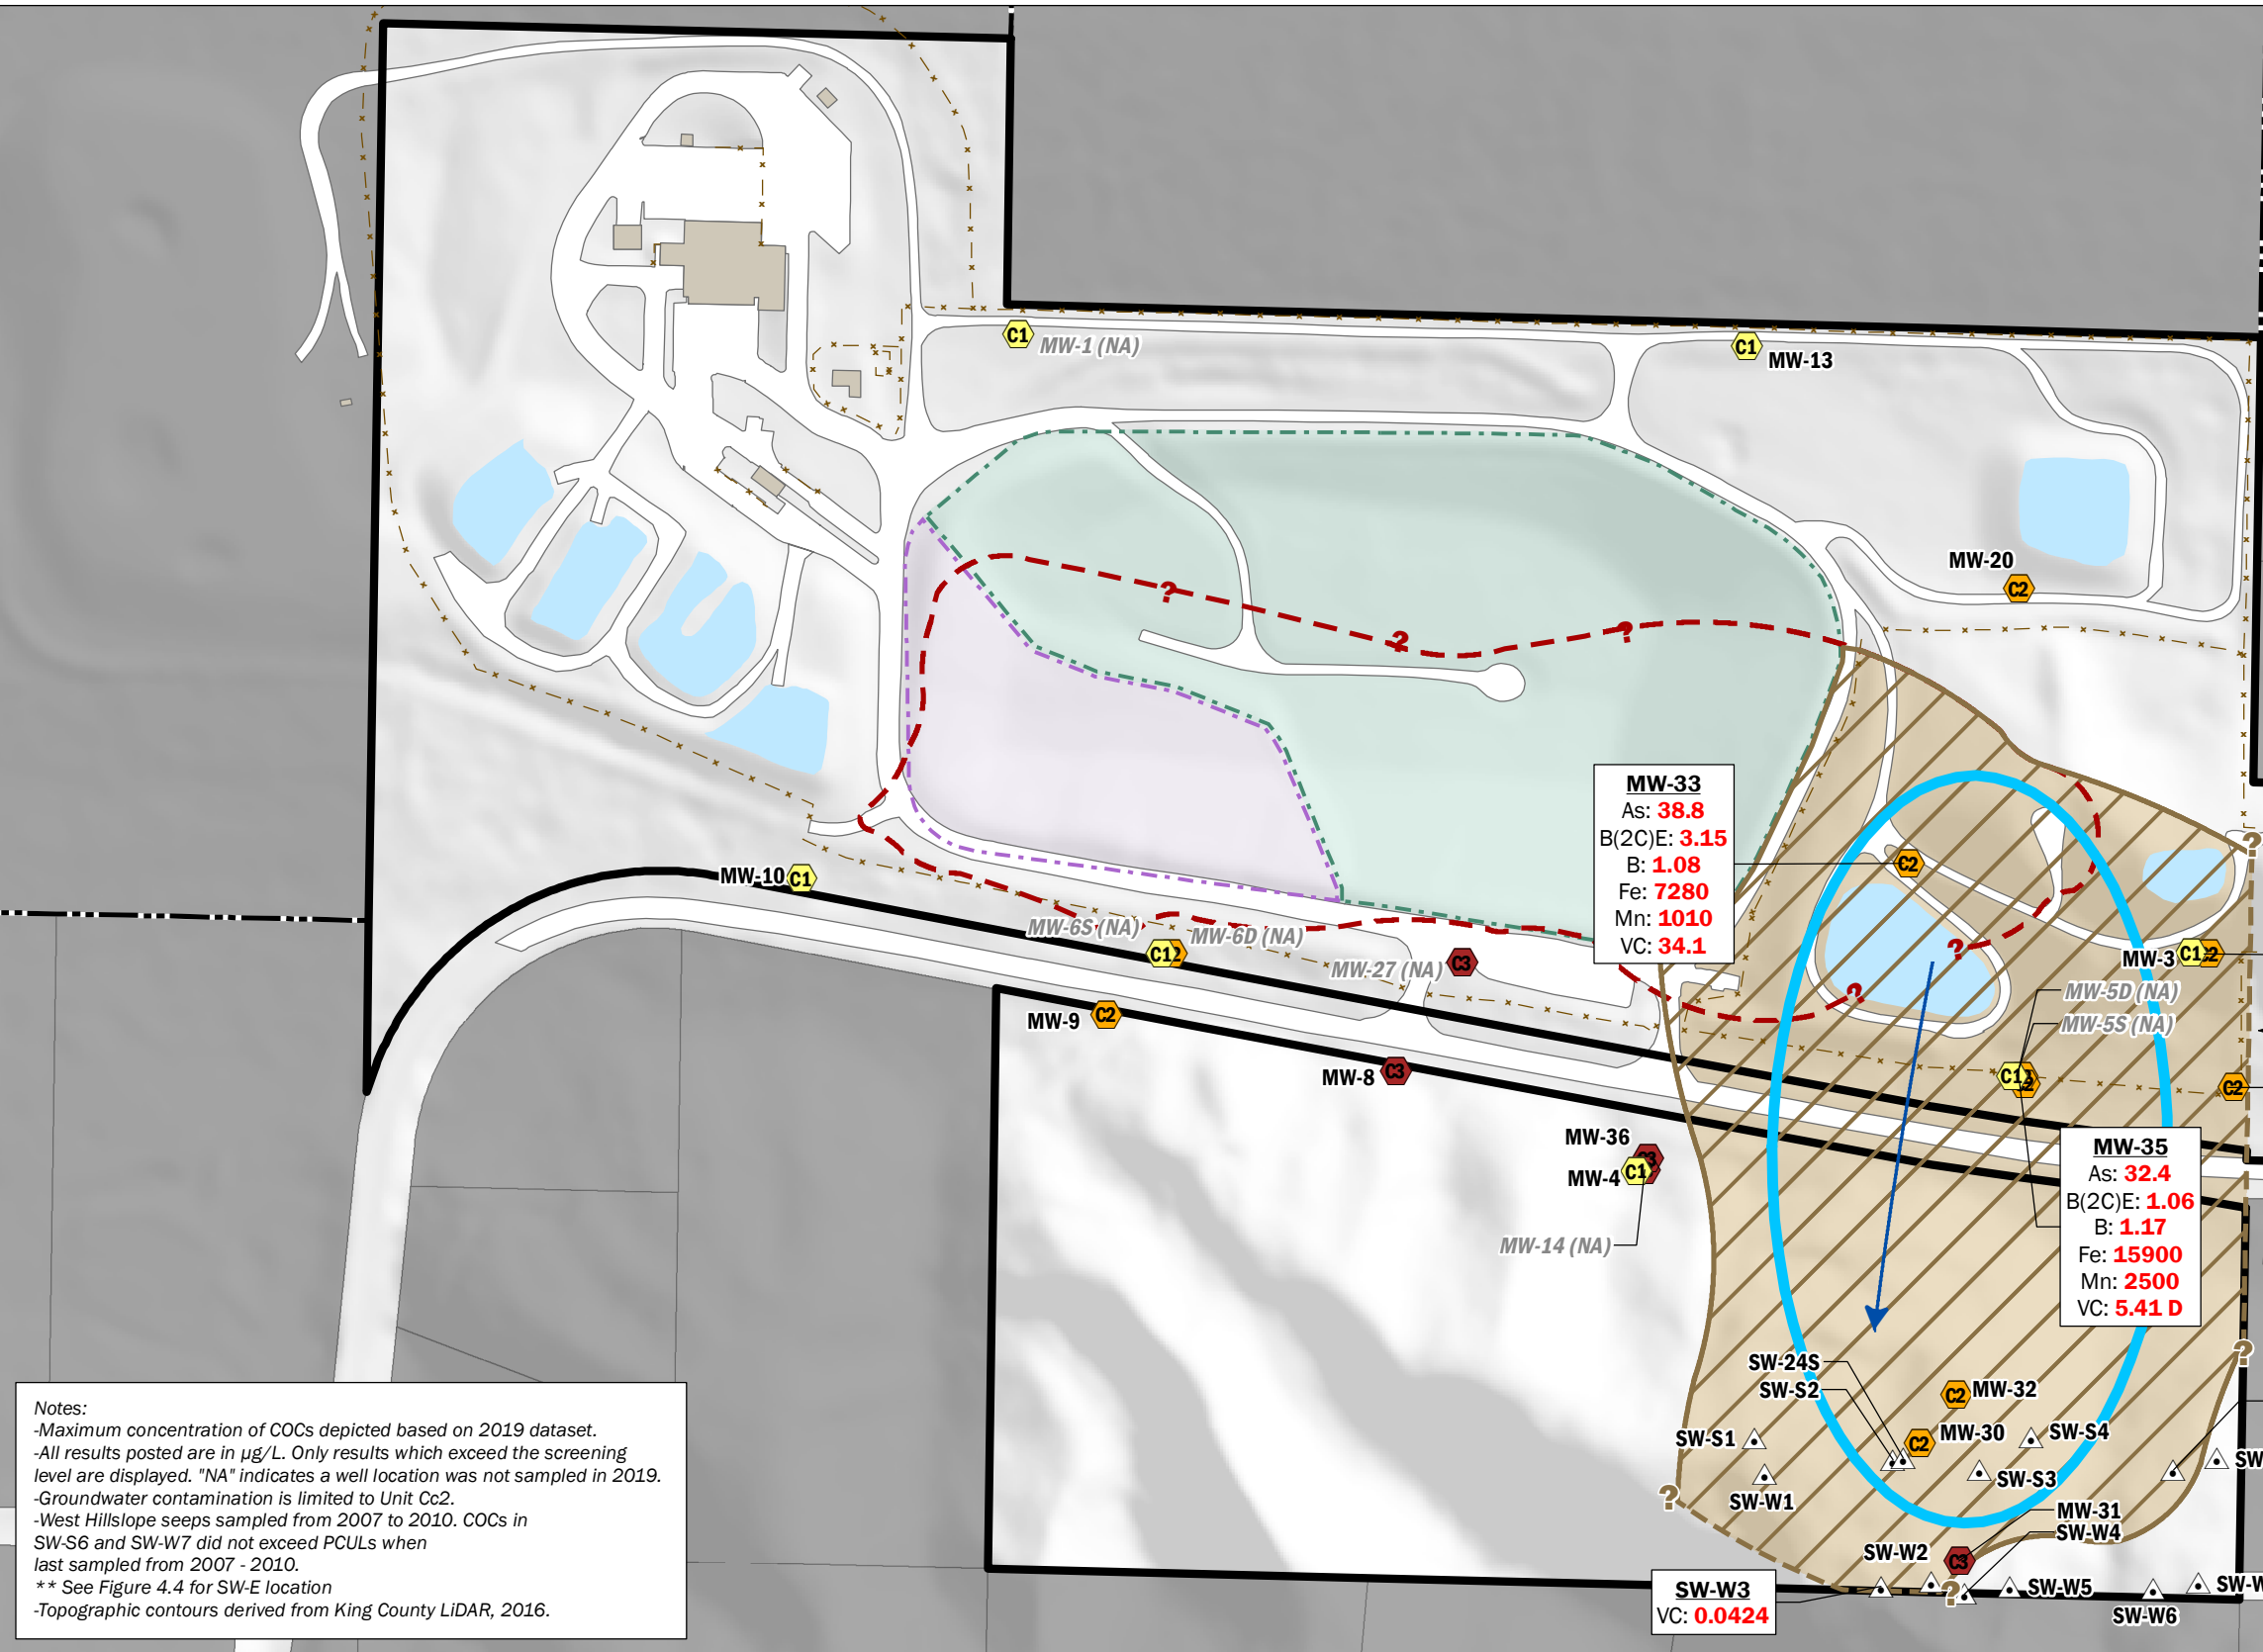 C1
MW-1 (NA)
C1
MW-13
MW-20
C2
?
?
?
MW-33
As: 38.8
B(2C)E: 3.15
B: 1.08
Fe: 7280
Mn: 1010
VC: 34.1
C2
?
MW-10
C1
MW-6S (NA)
MW-6D (NA)
C1
MW-27 (NA)
C3
?
?
MW-3
C1
MW-5D (NA)
MW-5S (NA)
MW-9
C2
MW-8
C3
C1
C2
C2
MW-36
C3
MW-4
C1
MW-14 (NA)
MW-35
As: 32.4
B(2C)E: 1.06
B: 1.17
Fe: 15900
Mn: 2500
VC: 5.41 D
?
SW-24S
SW-S2
C2
MW-32
SW-S1
C2
MW-30
SW-S4
SW-S3
SW
?
SW-W1
MW-31
SW-W4
SW-W2
C3
?
SW-W5
SW-W6
SW-W
SW-W3
VC: 0.0424
Notes:
-Maximum concentration of COCs depicted based on 2019 dataset.
-All results posted are in µg/L. Only results which exceed the screening
level are displayed. "NA" indicates a well location was not sampled in 2019.
-Groundwater contamination is limited to Unit Cc2.
-West Hillslope seeps sampled from 2007 to 2010. COCs in
SW-S6 and SW-W7 did not exceed PCULs when
last sampled from 2007 - 2010.
** See Figure 4.4 for SW-E location
-Topographic contours derived from King County LiDAR, 2016.